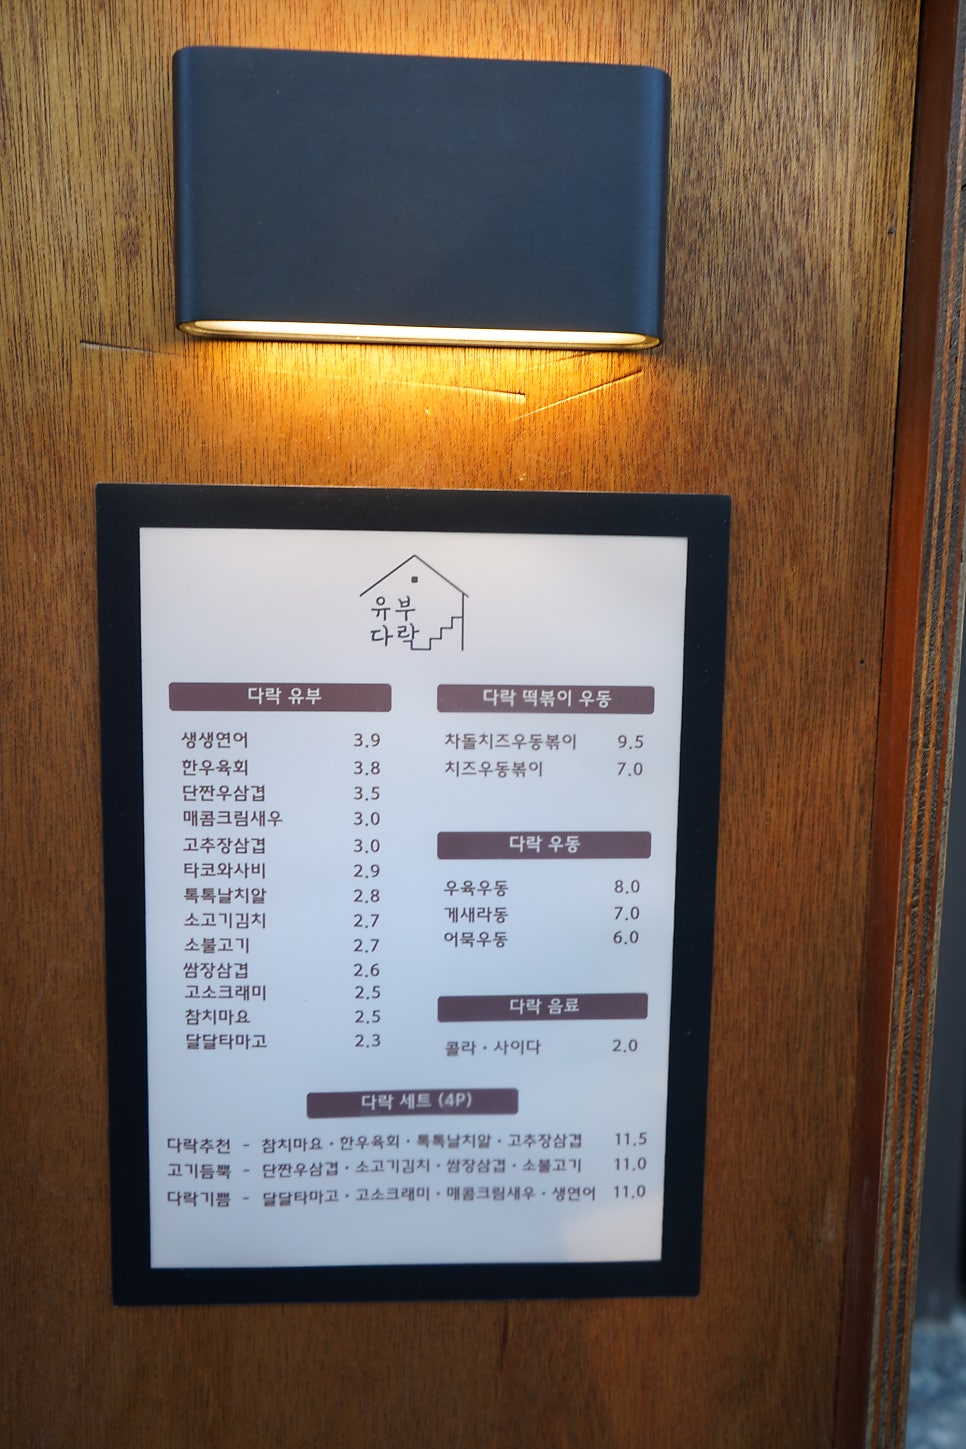 유부
다락
다락 유부
생생연어 3.9
한우육회 3.8
단짠우삼겹 3.5
매콤크림새우 3.0
고추장삼겹 3.0
타코와사비 2.9
톡톡날치알 2.8
소고기김치 2.7
소불고기 2.7
쌈장삼겹 2.6
고소크래미 2.5
참치마요 2.5
달달타마고 2.3
다락 떡볶이 우동
차돌치즈우동볶이 9.5
치즈우동볶이 7.0
다락 우동
우육우동 8.0
게새라동 7.0
어묵우동 6.0
다락 음료
콜라 · 사이다 2.0
다락 세트 (4P)
다락추천 - 참치마요 · 한우육회 · 톡톡날치알 · 고추장삼겹 11.5
고기듬뿍 - 단짠우삼겹 · 소고기김치 · 쌈장삼겹 · 소불고기 11.0
다락기쁨 - 달달타마고 · 고소크래미 · 매콤크림새우 · 생연어 11.0